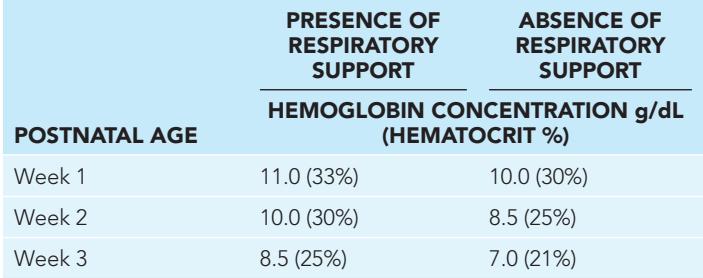 PRESENCE OF RESPIRATORY SUPPORT
ABSENCE OF RESPIRATORY SUPPORT
HEMOGLOBIN CONCENTRATION g/dL
(HEMATOCRIT %)
POSTNATAL AGE
Week 1 11.0 (33%) 10.0 (30%)
Week 2 10.0 (30%) 8.5 (25%)
Week 3 8.5 (25%) 7.0 (21%)